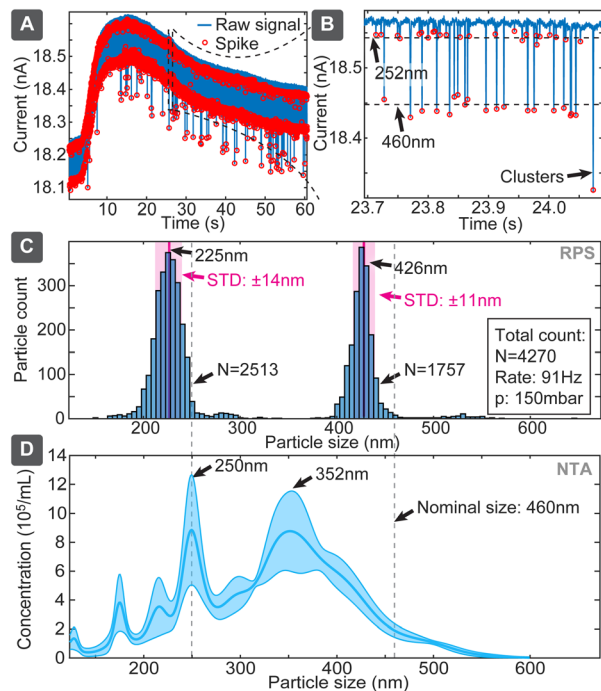 A
Raw signal
Spike
Current (nA)
18.5
18.4
18.3
18.2
18.1
10 20 30 40 50 60
Time (s)
B
Current (nA)
18.5
18.4
252nm
460nm
Clusters
23.7 23.8 23.9 24.0
Time (s)
C
RPS
Particle count
300
200
100
0
225nm
STD: ±14nm
N=2513
426nm
STD: ±11nm
N=1757
Total count:
N=4270
Rate: 91Hz
p: 150mbar
200 300 400 500 600
Particle size (nm)
D
NTA
Concentration (10⁵/mL)
14
12
10
8
6
4
2
0
250nm
352nm
Nominal size: 460nm
200 300 400 500 600
Particle size (nm)